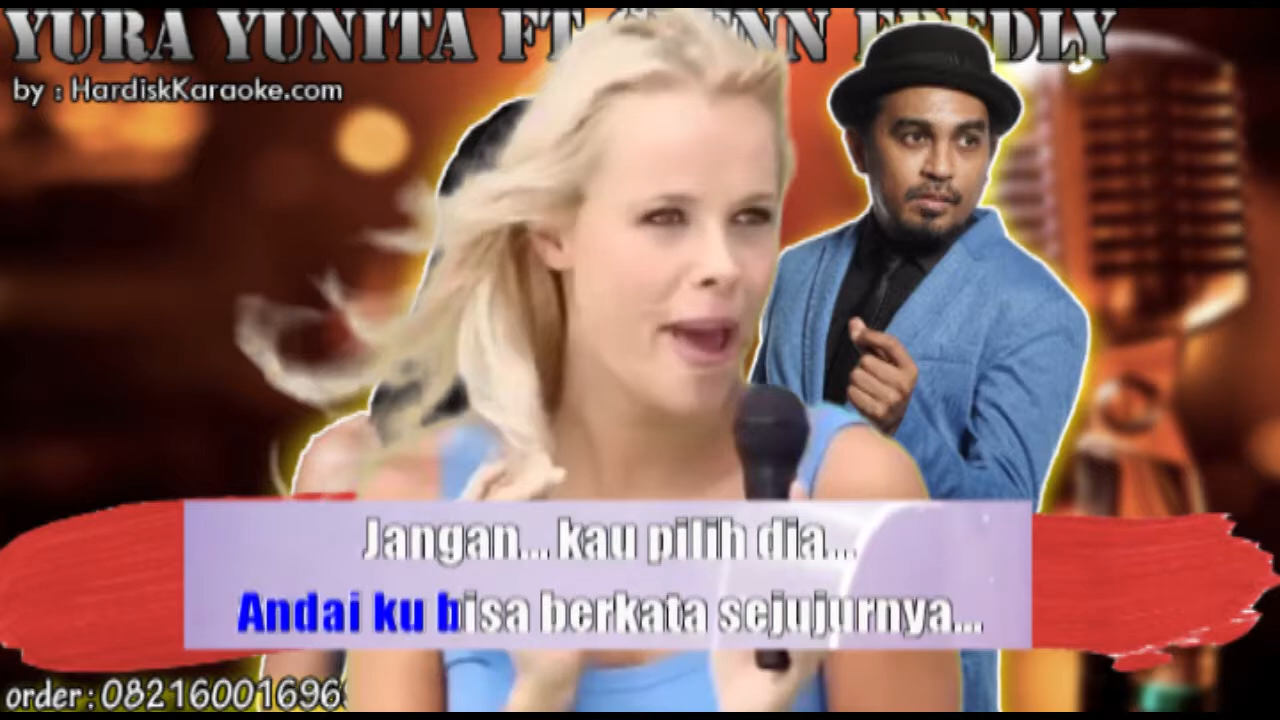 YURA YUNITA FT
by : HardiskKaraoke.com
Jangan... kau pilih dia...
Andai ku bisa berkata sejujurnya...
order : 08216001696